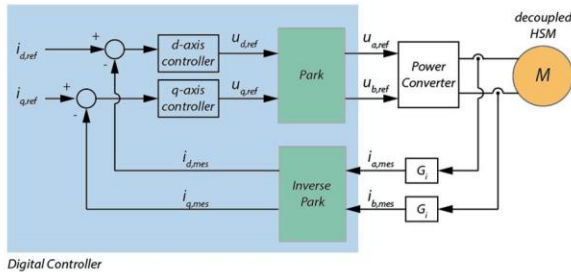 decoupled
HSM
i_d,ref
+
-
d-axis
controller
u_d,ref
Park
u_a,ref
Power
Converter
M
i_q,ref
+
-
q-axis
controller
u_q,ref
u_b,ref
i_d,mes
Inverse
Park
i_a,mes
G_i
i_q,mes
i_b,mes
G_i
Digital Controller